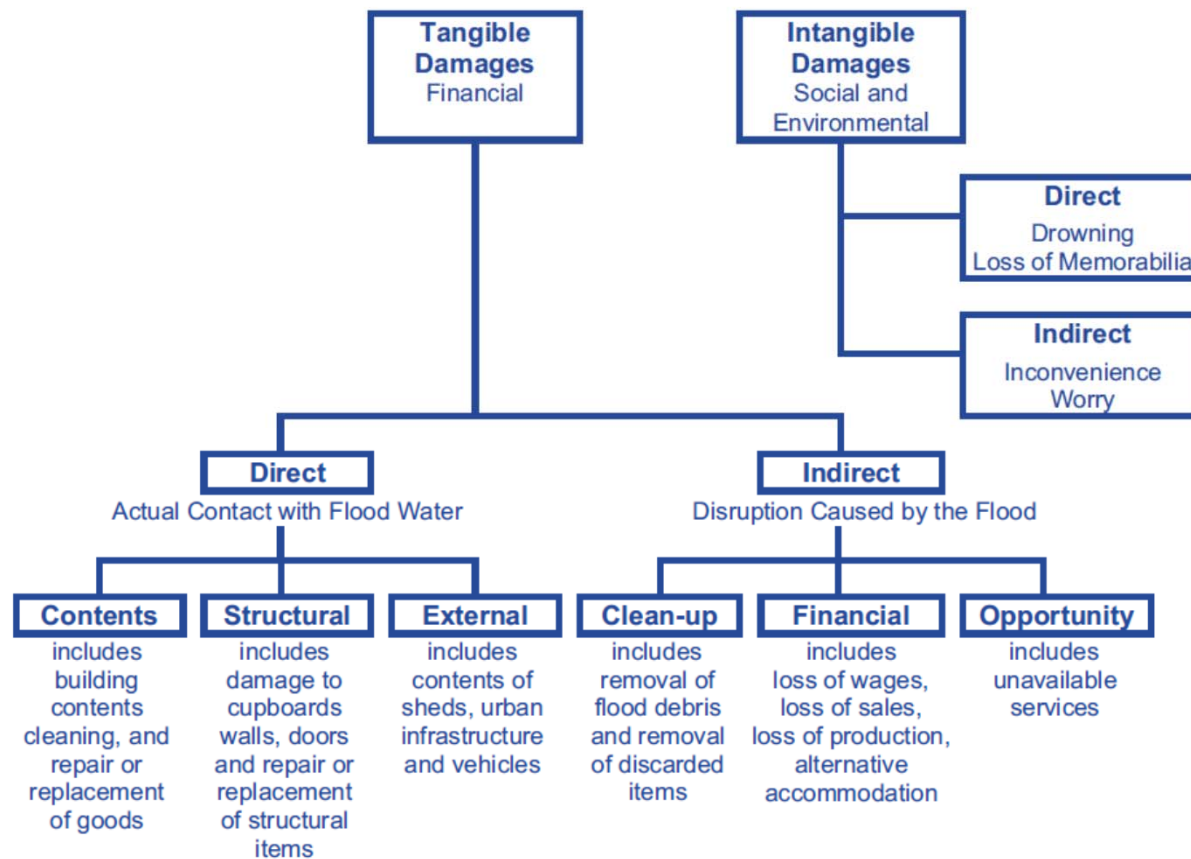 Tangible
Damages
Financial
Intangible
Damages
Social and
Environmental
Direct
Drowning
Loss of Memorabilia
Indirect
Inconvenience
Worry
Direct
Actual Contact with Flood Water
Indirect
Disruption Caused by the Flood
Contents
includes
building
contents
cleaning, and
repair or
replacement
of goods
Structural
includes
damage to
cupboards
walls, doors
and repair or
replacement
of structural
items
External
includes
contents of
sheds, urban
infrastructure
and vehicles
Clean-up
includes
removal of
flood debris
and removal
of discarded
items
Financial
includes
loss of wages,
loss of sales,
loss of production,
alternative
accommodation
Opportunity
includes
unavailable
services